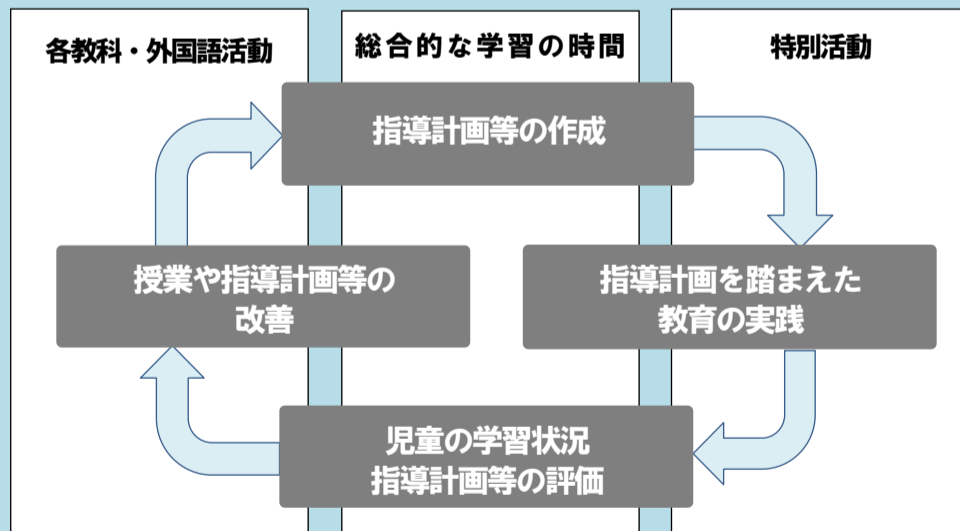 各教科・外国語活動
総合的な学習の時間
特別活動
指導計画等の作成
授業や指導計画等の
改善
指導計画を踏まえた
教育の実践
児童の学習状況
指導計画等の評価